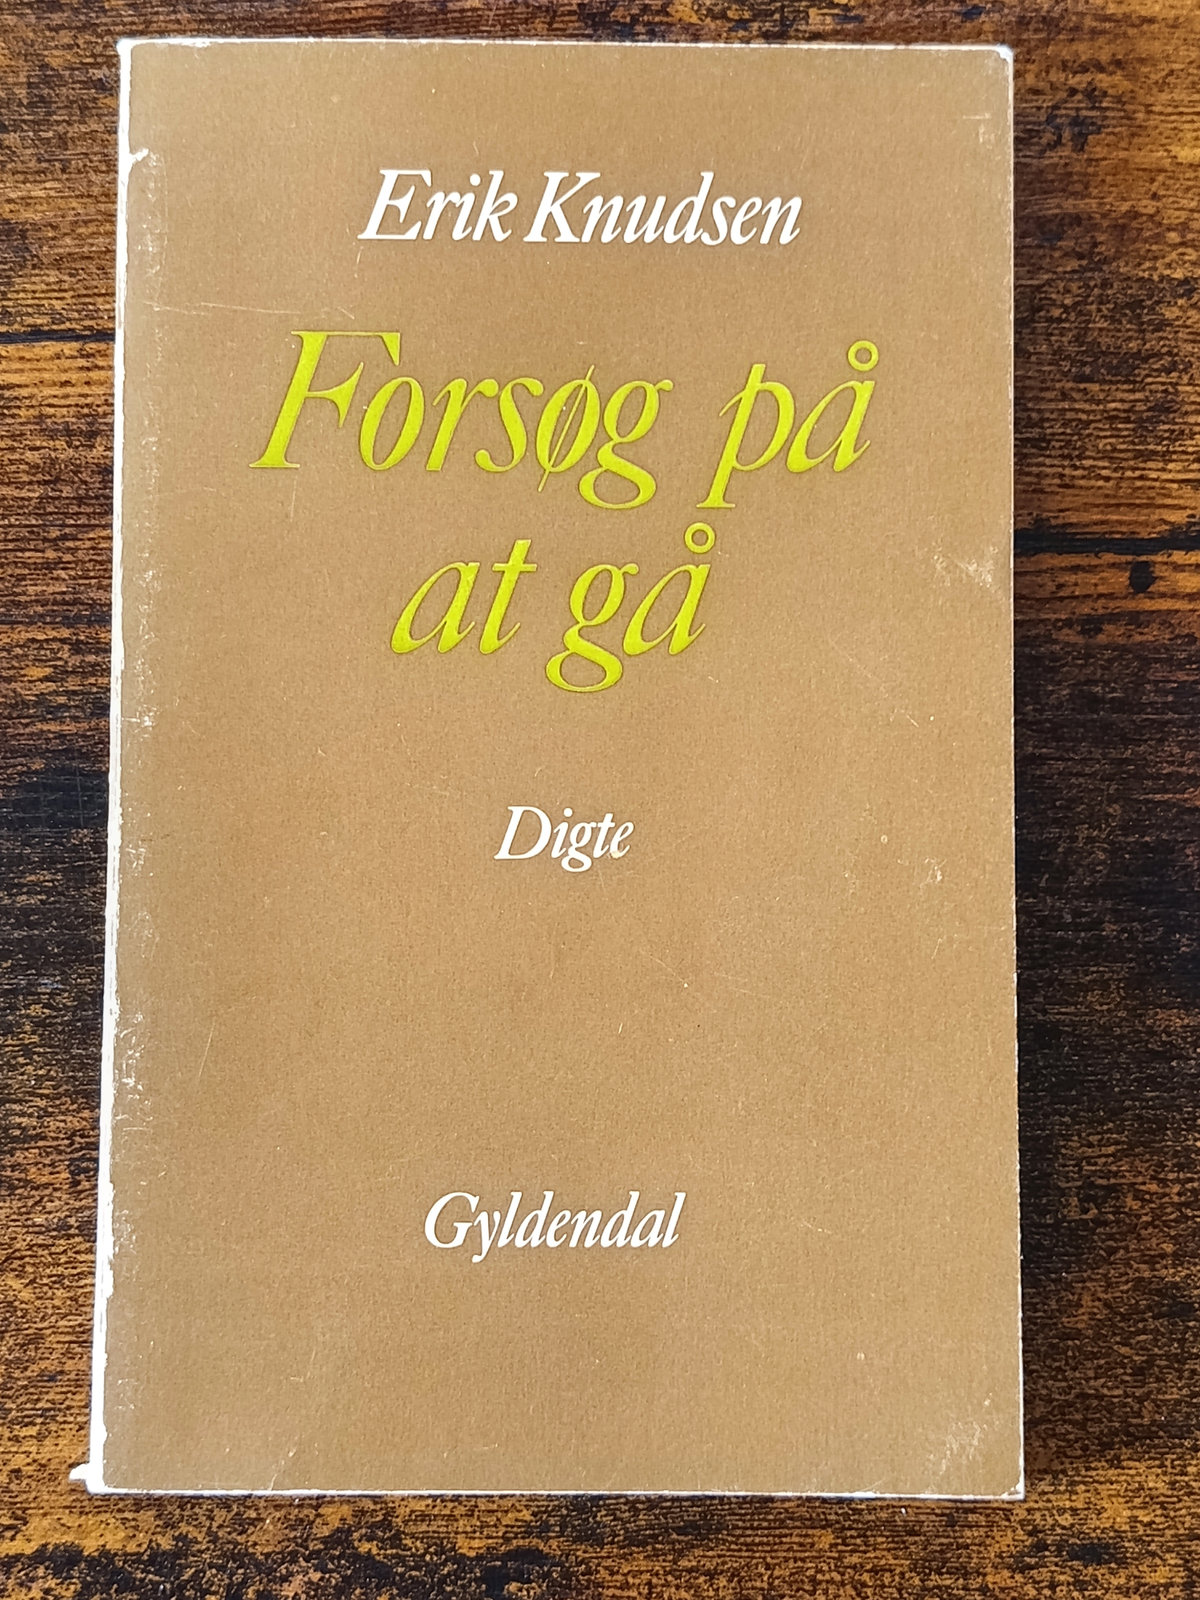 Erik Knudsen
Forsøg på
at gå
Digte
Gyldendal